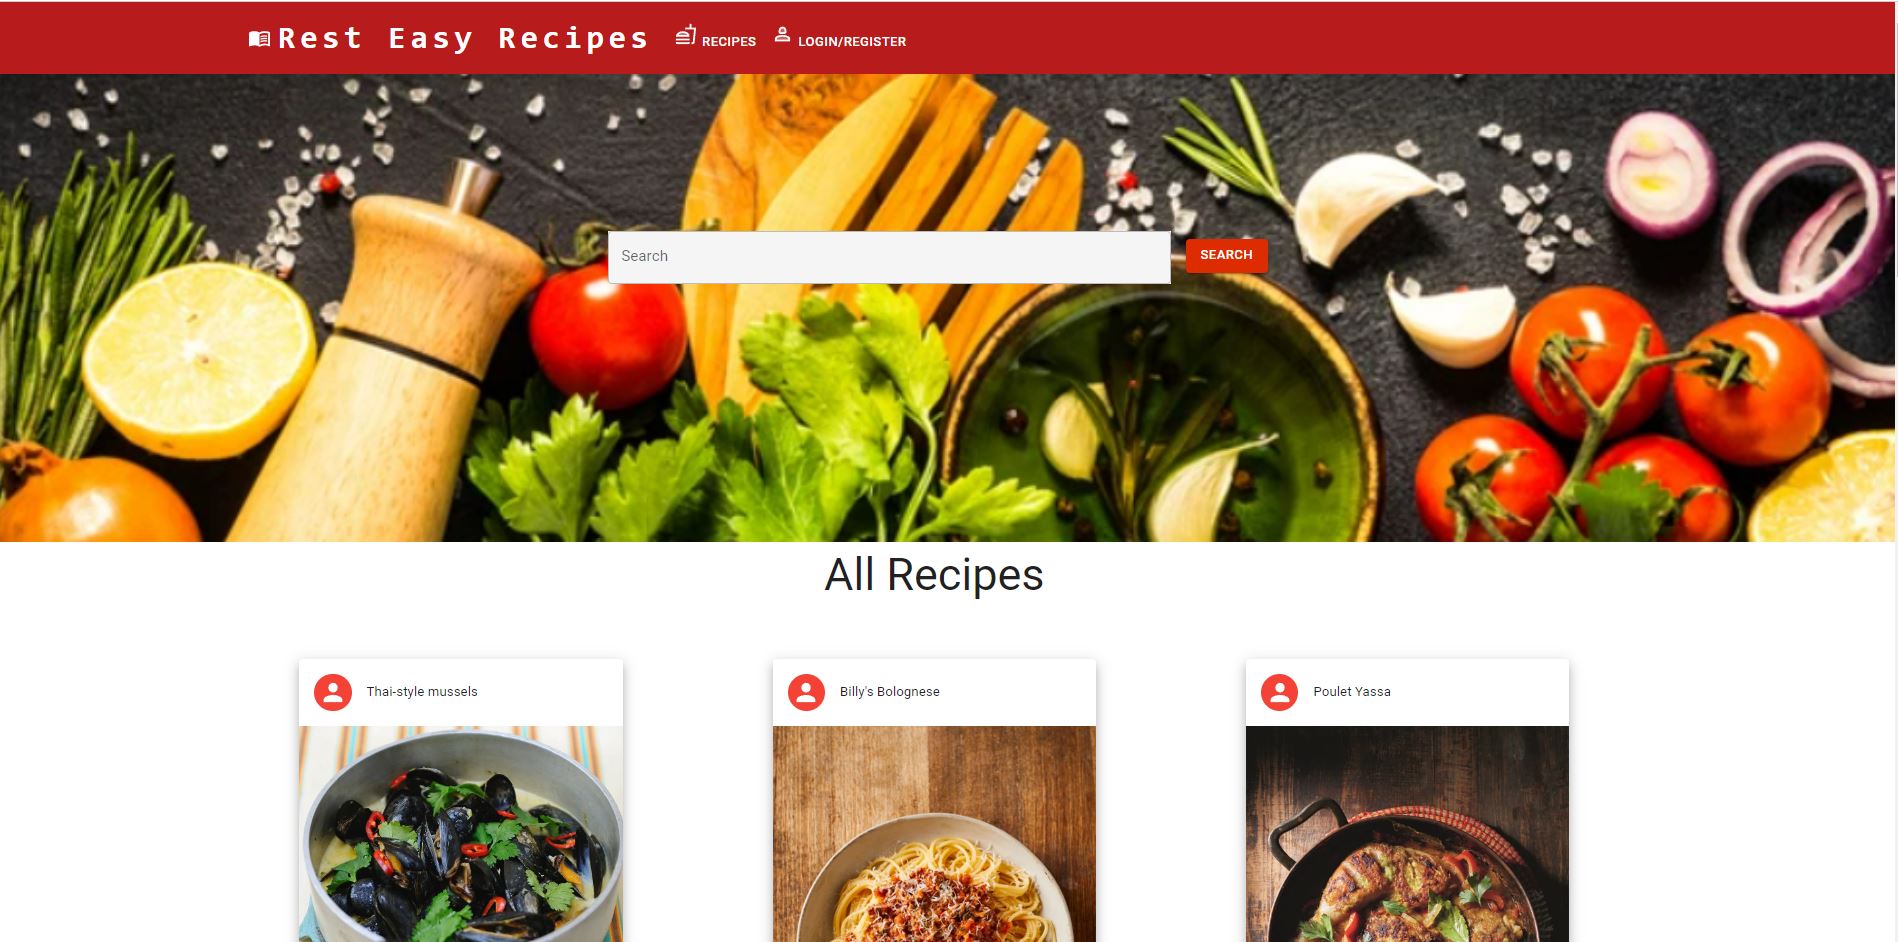 Rest Easy Recipes RECIPES LOGIN/REGISTER
Search SEARCH
All Recipes
Thai-style mussels
Billy's Bolognese
Poulet Yassa